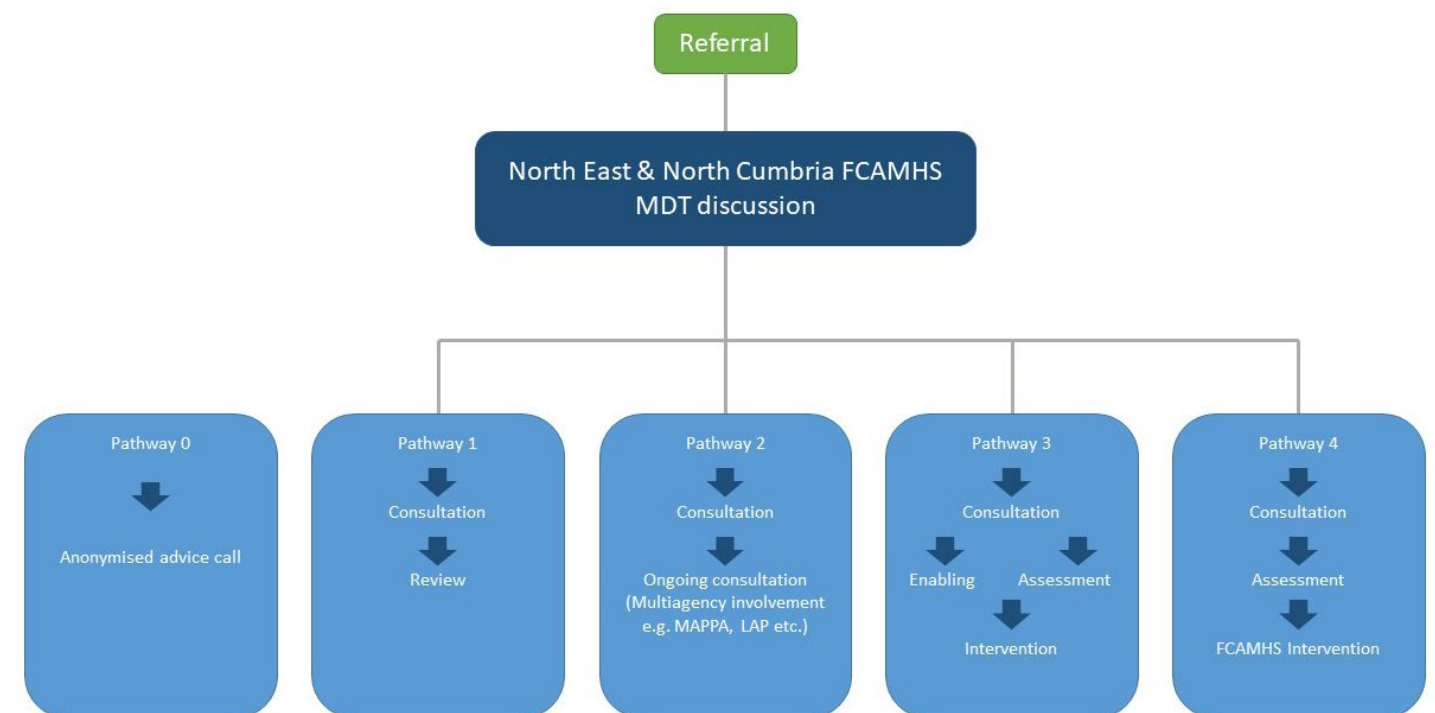 Referral
North East & North Cumbria FCAMHS
MDT discussion
Pathway 0
Anonymised advice call
Pathway 1
Consultation
Review
Pathway 2
Consultation
Ongoing consultation
(Multiagency involvement
e.g. MAPPA, LAP etc.)
Pathway 3
Consultation
Enabling
Assessment
Intervention
Pathway 4
Consultation
Assessment
FCAMHS Intervention